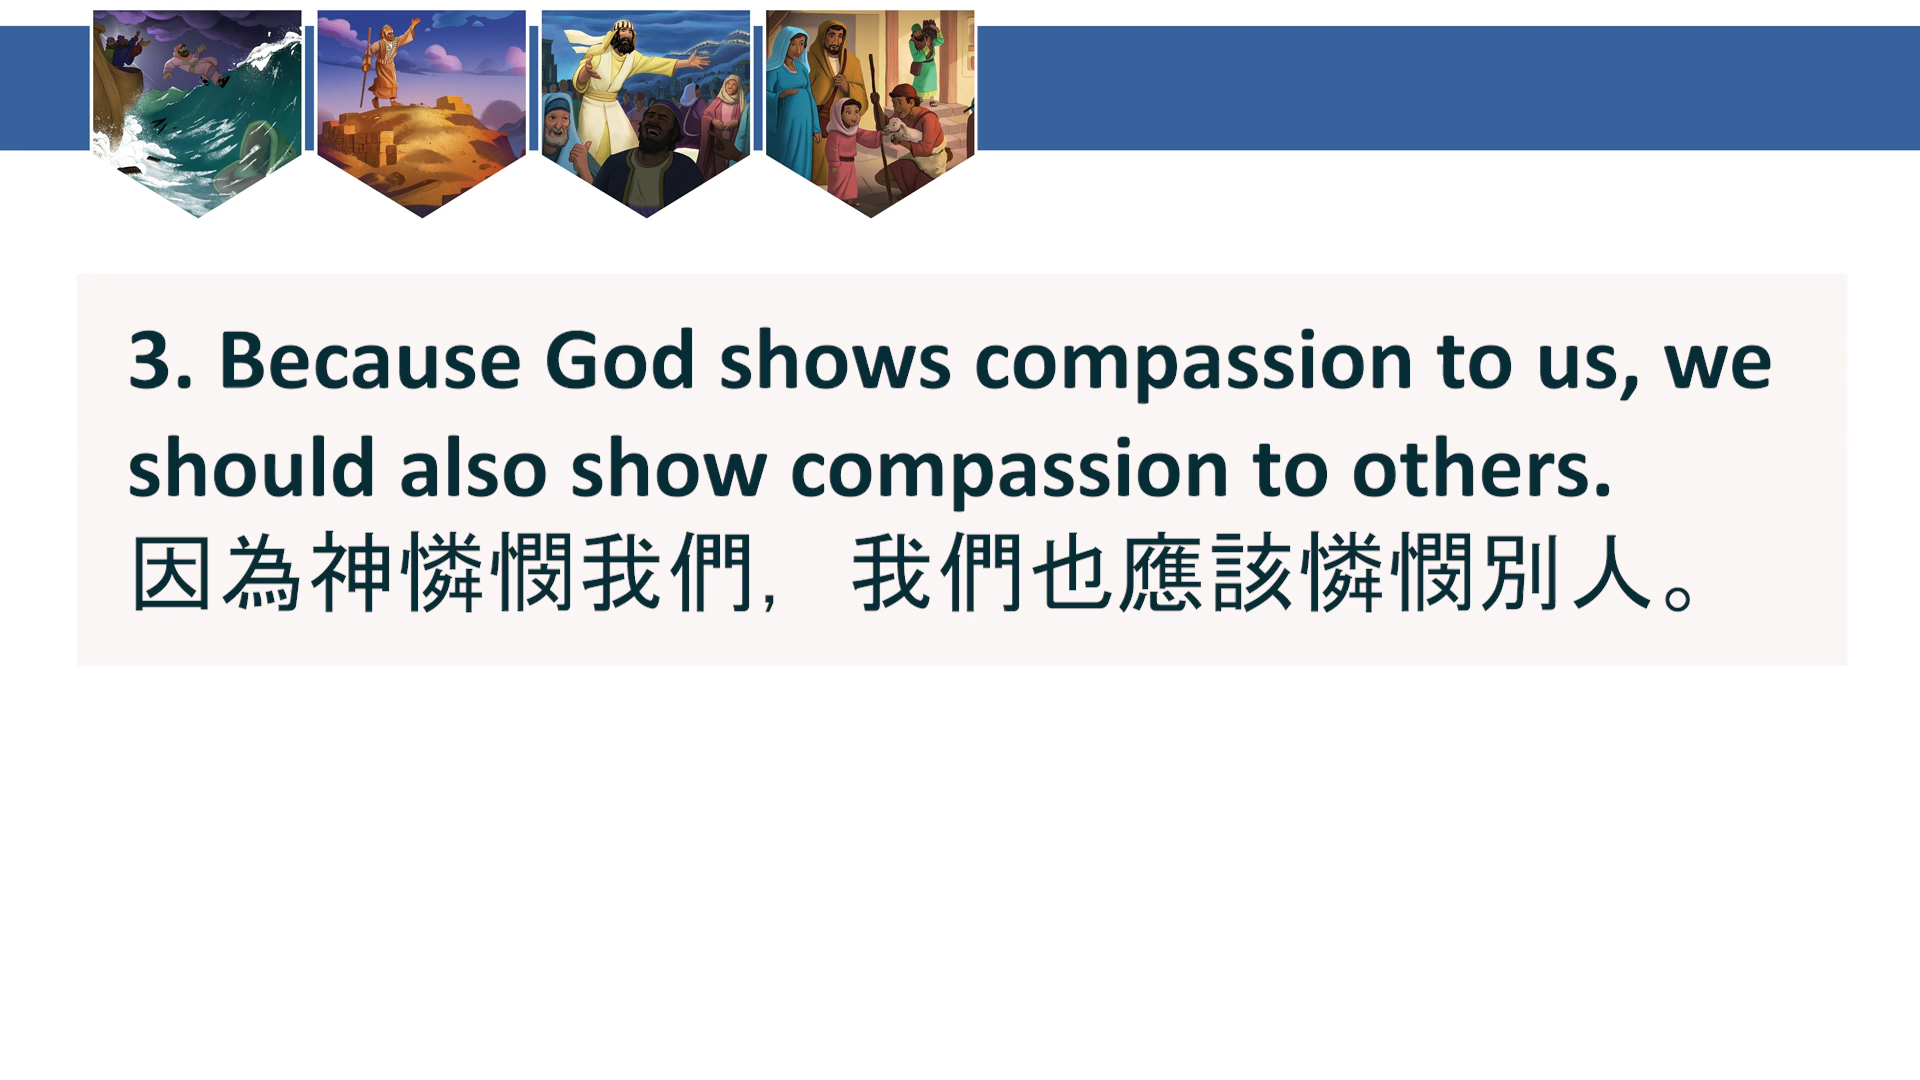 3. Because God shows compassion to us, we
should also show compassion to others.
因為神憐憫我們，我們也應該憐憫別人。